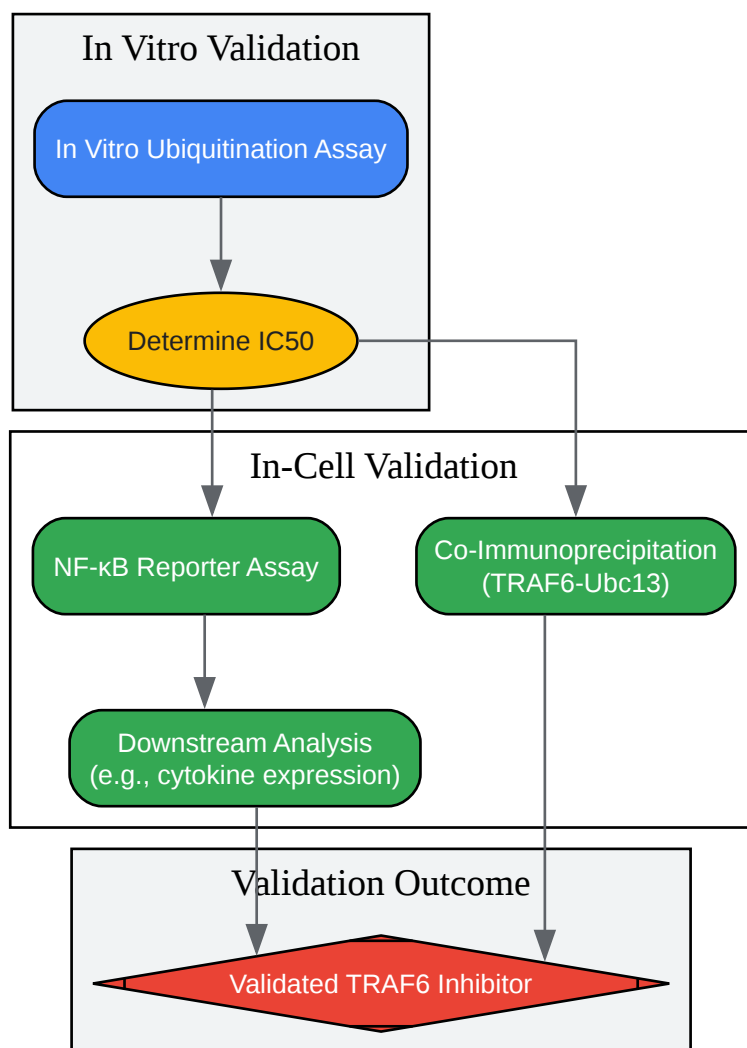 In Vitro Validation
In Vitro Ubiquitination Assay
Determine IC50
In-Cell Validation
NF-κB Reporter Assay
Co-Immunoprecipitation
(TRAF6-Ubc13)
Downstream Analysis
(e.g., cytokine expression)
Validation Outcome
Validated TRAF6 Inhibitor